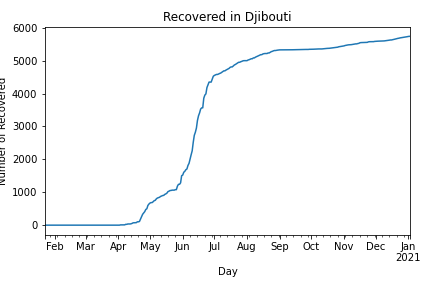 Recovered in Djibouti
Number of Recovered
6000
5000
4000
3000
2000
1000
0
Feb Mar Apr May Jun Jul Aug Sep Oct Nov Dec Jan
2021
Day